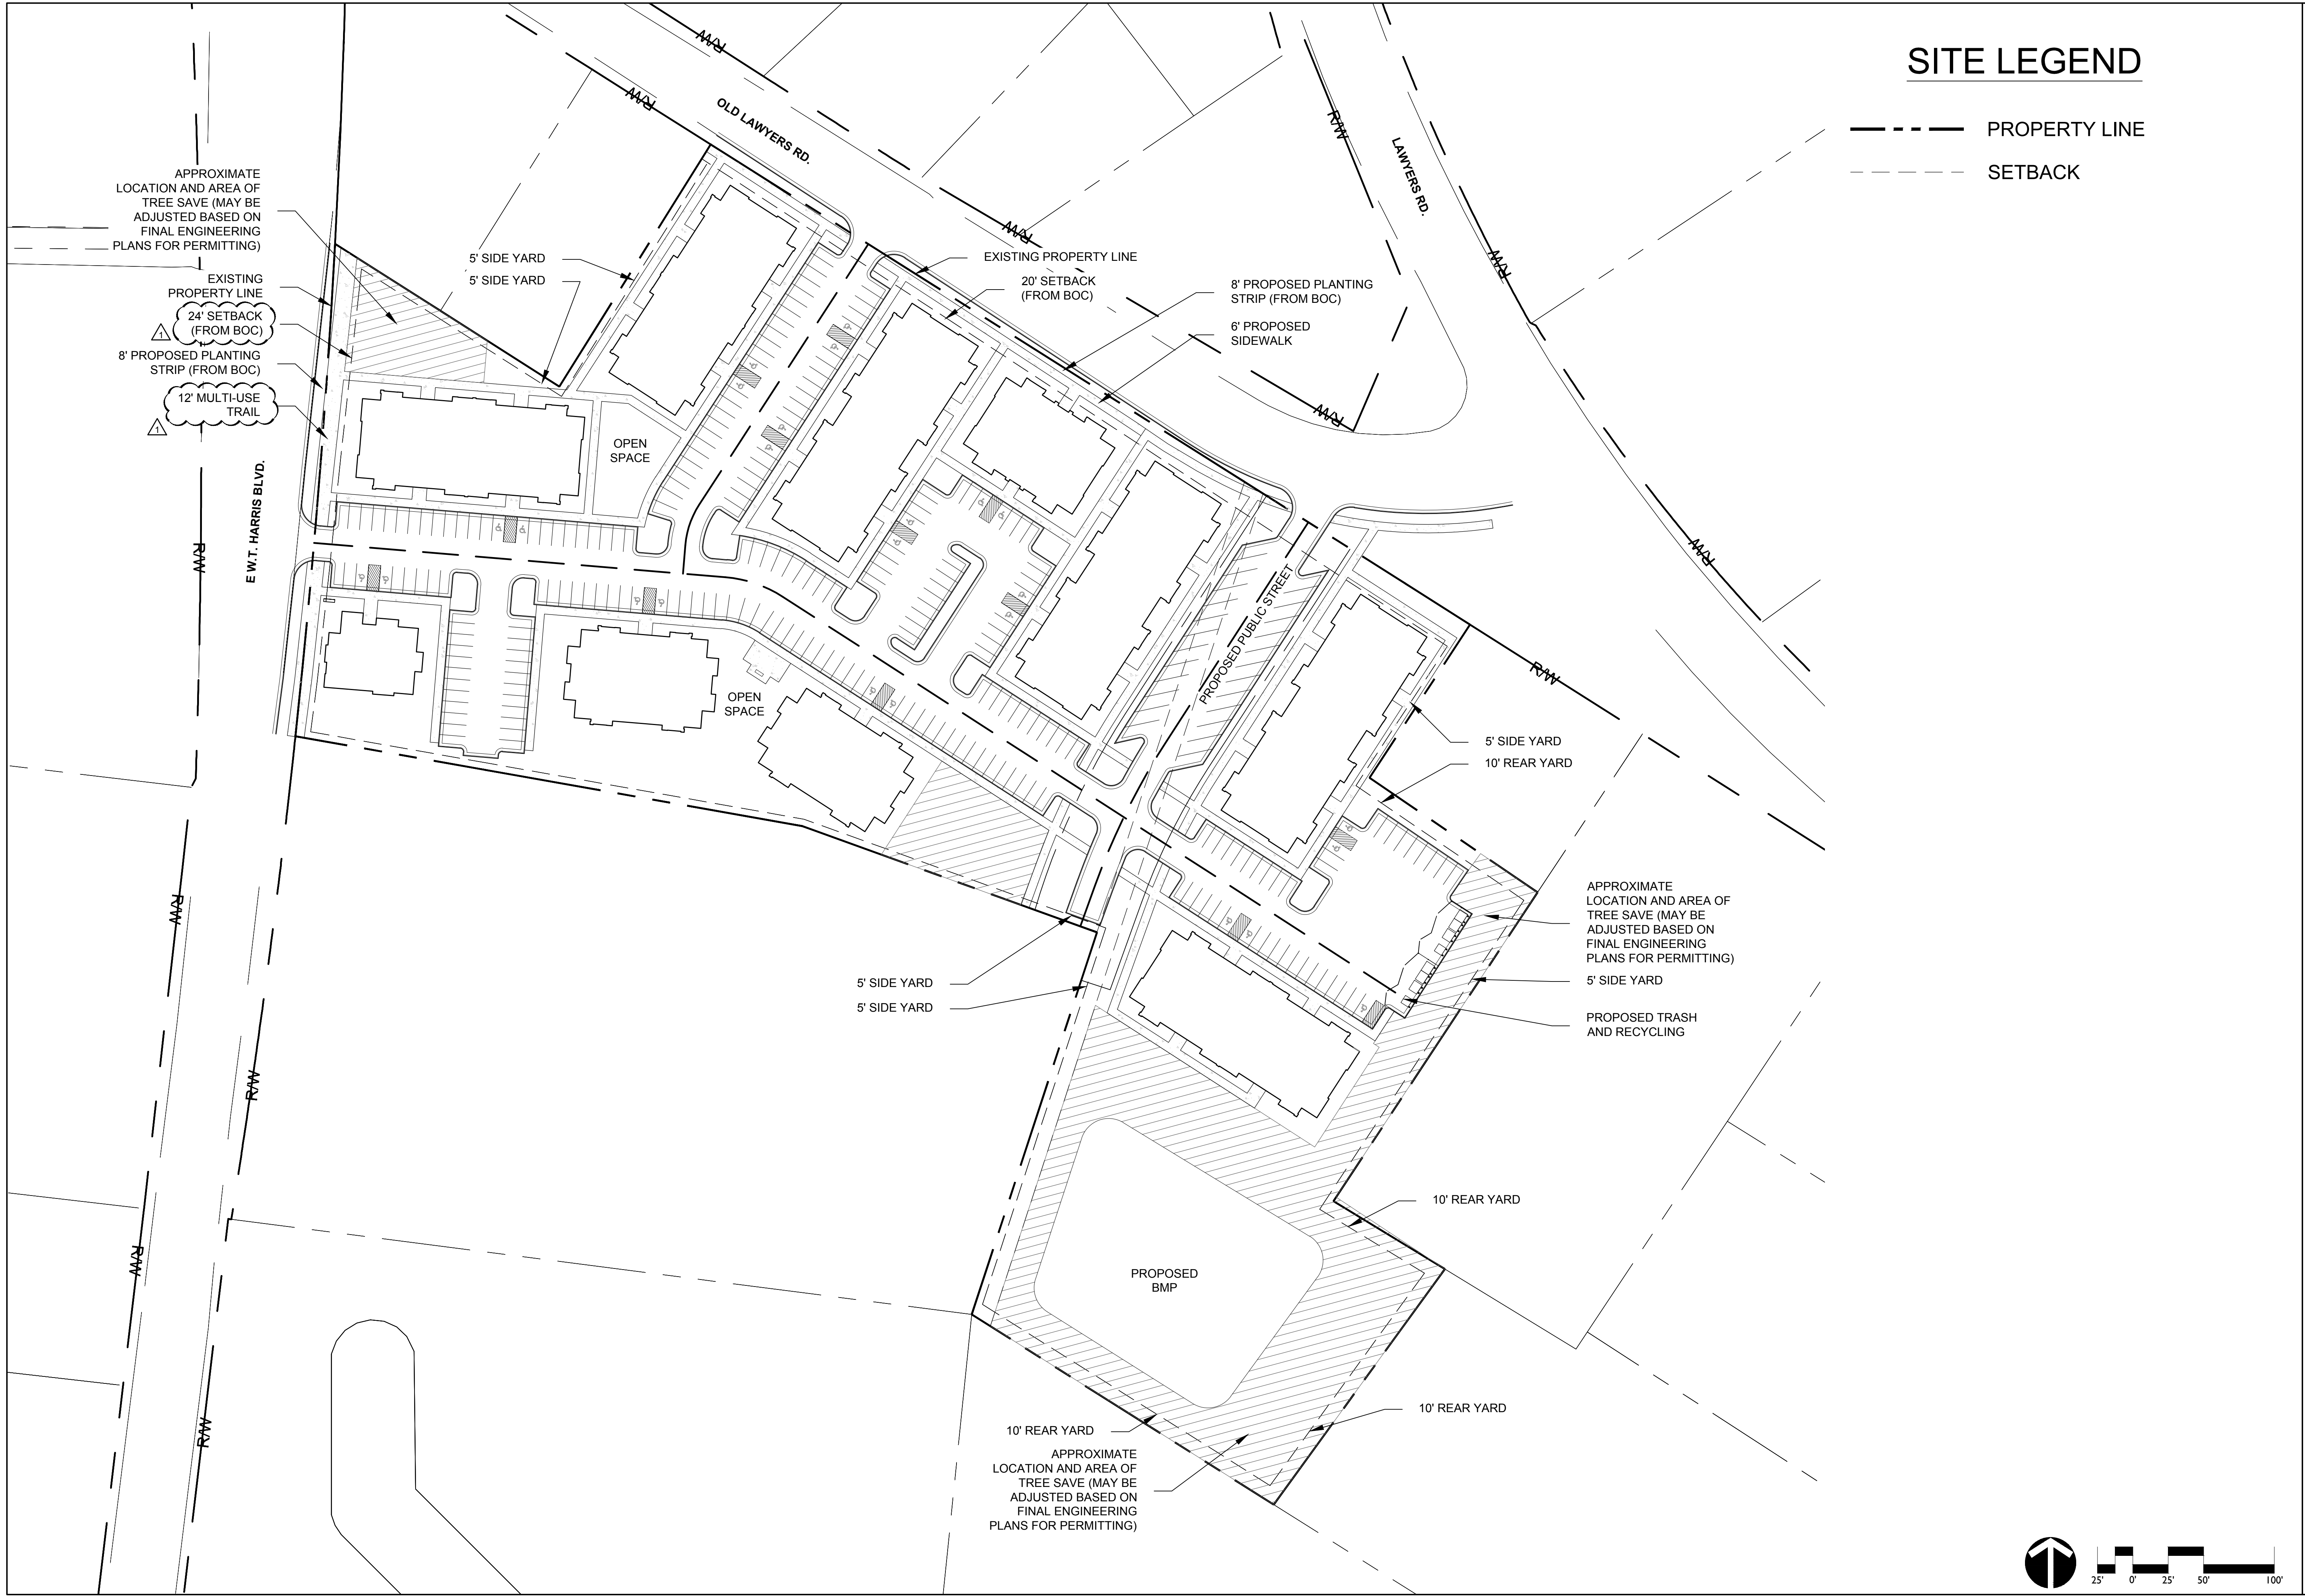 SITE LEGEND
PROPERTY LINE
SETBACK
R/W
R/W
OLD LAWYERS RD.
R/W
LAWYERS RD.
R/W
R/W
APPROXIMATE
LOCATION AND AREA OF
TREE SAVE (MAY BE
ADJUSTED BASED ON
FINAL ENGINEERING
PLANS FOR PERMITTING)
EXISTING
PROPERTY LINE
24' SETBACK
(FROM BOC)
1
8' PROPOSED PLANTING
STRIP (FROM BOC)
12' MULTI-USE
TRAIL
1
5' SIDE YARD
5' SIDE YARD
EXISTING PROPERTY LINE
20' SETBACK
(FROM BOC)
8' PROPOSED PLANTING
STRIP (FROM BOC)
6' PROPOSED
SIDEWALK
R/W
OPEN
SPACE
E W.T. HARRIS BLVD.
R/W
R/W
PROPOSED PUBLIC STREET
R/W
OPEN
SPACE
5' SIDE YARD
10' REAR YARD
R/W
APPROXIMATE
LOCATION AND AREA OF
TREE SAVE (MAY BE
ADJUSTED BASED ON
FINAL ENGINEERING
PLANS FOR PERMITTING)
5' SIDE YARD
PROPOSED TRASH
AND RECYCLING
5' SIDE YARD
5' SIDE YARD
R/W
10' REAR YARD
R/W
PROPOSED
BMP
10' REAR YARD
R/W
10' REAR YARD
APPROXIMATE
LOCATION AND AREA OF
TREE SAVE (MAY BE
ADJUSTED BASED ON
FINAL ENGINEERING
PLANS FOR PERMITTING)
25' 0' 25' 50' 100'